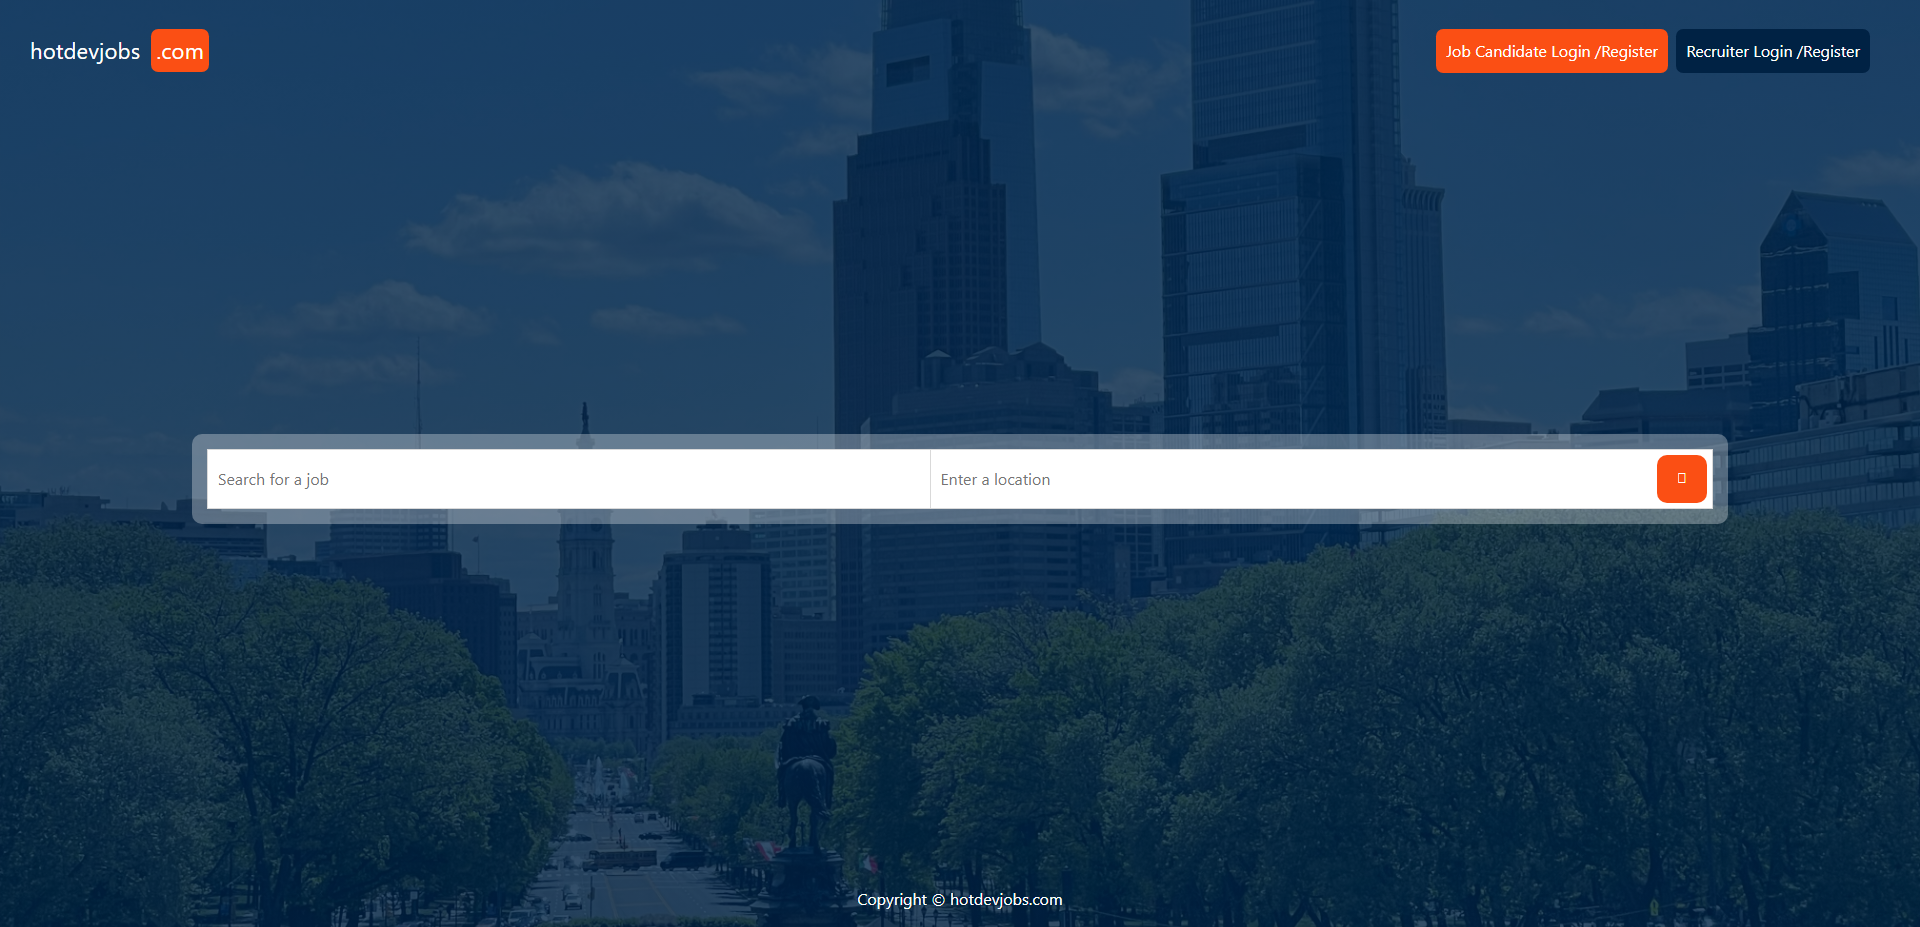 hotdevjobs .com
Job Candidate Login /Register
Recruiter Login /Register
Search for a job
Enter a location
Copyright © hotdevjobs.com